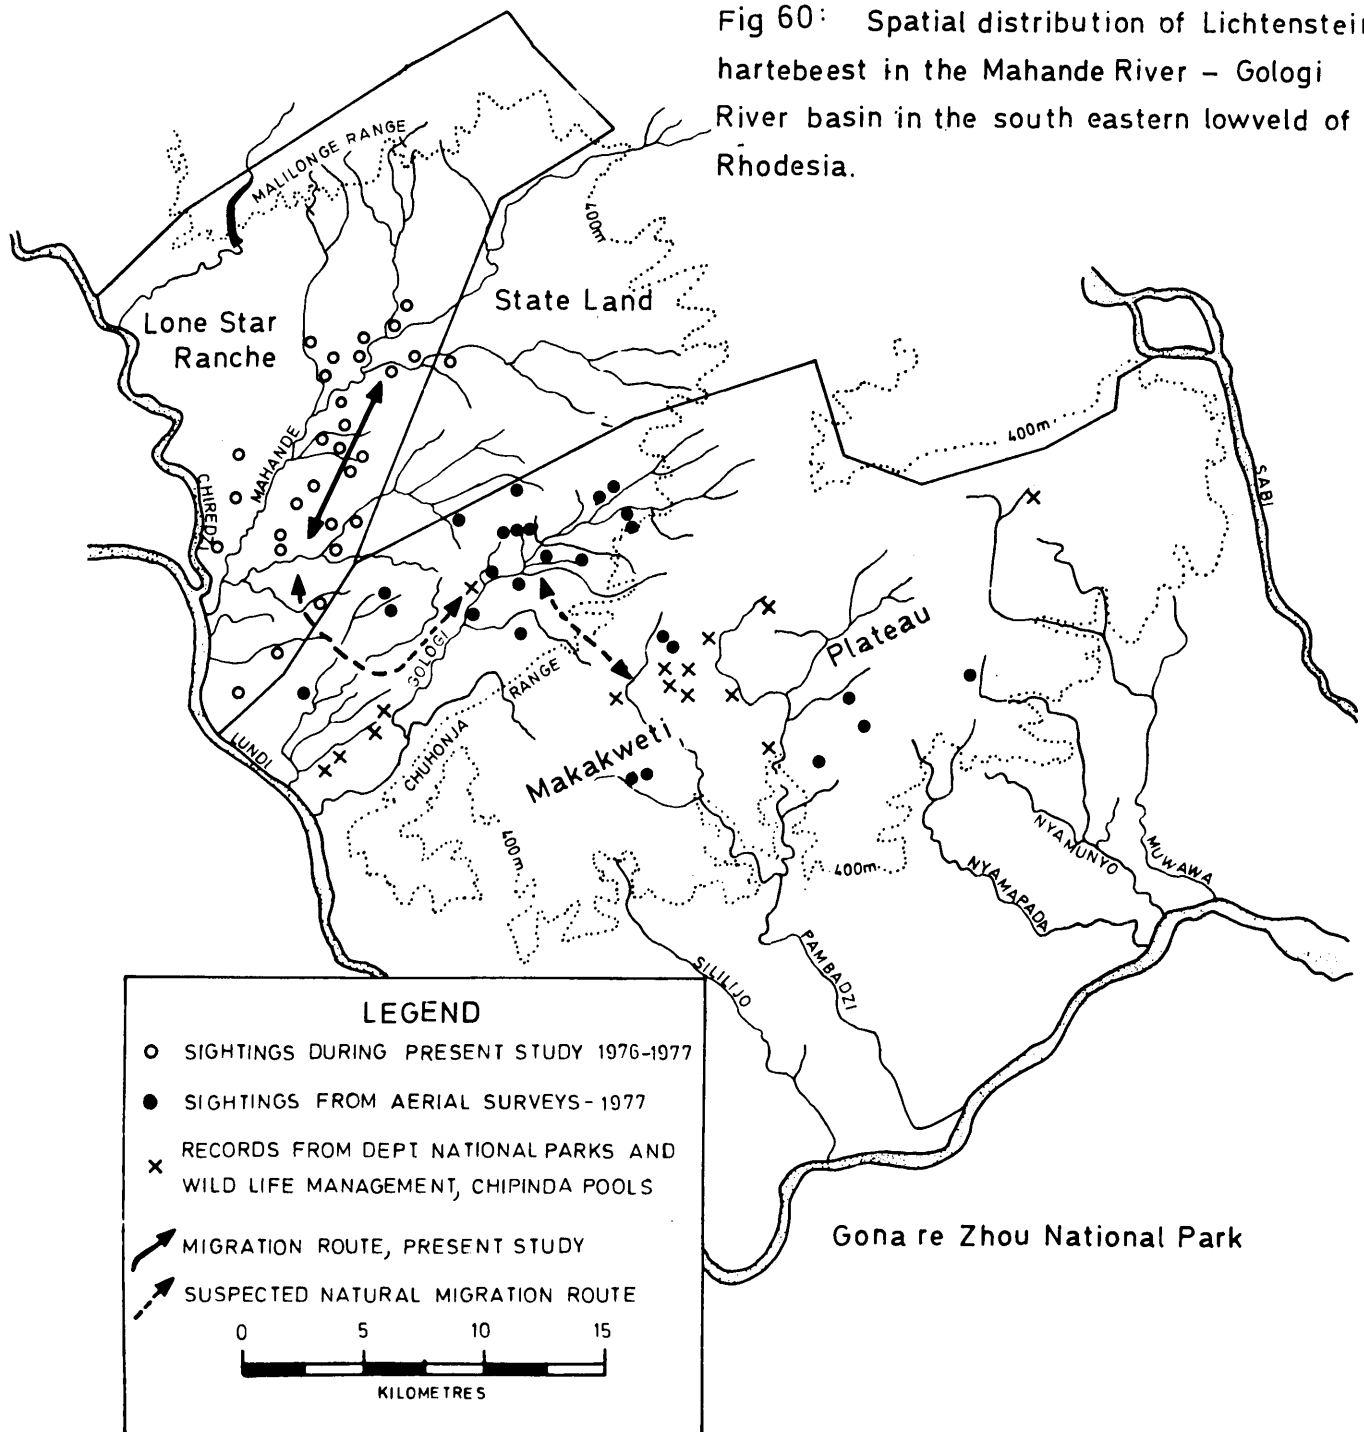 Fig 60: Spatial distribution of Lichtenstein
hartebeest in the Mahande River – Gologi
River basin in the south eastern lowveld of
Rhodesia.
MALILONGE RANGE
400m
State Land
Lone Star
Ranche
400m
MAHANDE
CHIREDZI
SABI
Plateau
GOLOGI
RANGE
CHUHONJA
LUNDI
Makakweti
400m
400m
NYAMUNYO
MUWAWA
NYAMAPADA
PAMBADZI
SILILIJO
Gona re Zhou National Park
LEGEND
SIGHTINGS DURING PRESENT STUDY 1976-1977
SIGHTINGS FROM AERIAL SURVEYS - 1977
RECORDS FROM DEPT NATIONAL PARKS AND
WILD LIFE MANAGEMENT, CHIPINDA POOLS
MIGRATION ROUTE, PRESENT STUDY
SUSPECTED NATURAL MIGRATION ROUTE
0 5 10 15
KILOMETRES